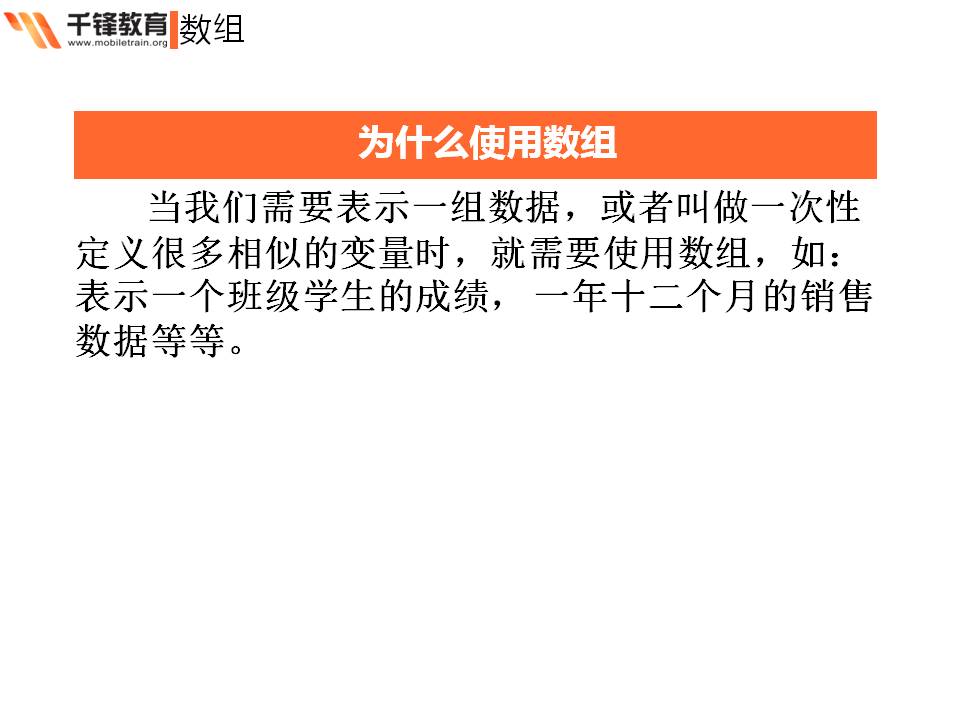 千锋教育 数组
www.mobiletrain.org
为什么使用数组
当我们需要表示一组数据，或者叫做一次性
定义很多相似的变量时，就需要使用数组，如：
表示一个班级学生的成绩， 一年十二个月的销售
数据等等。